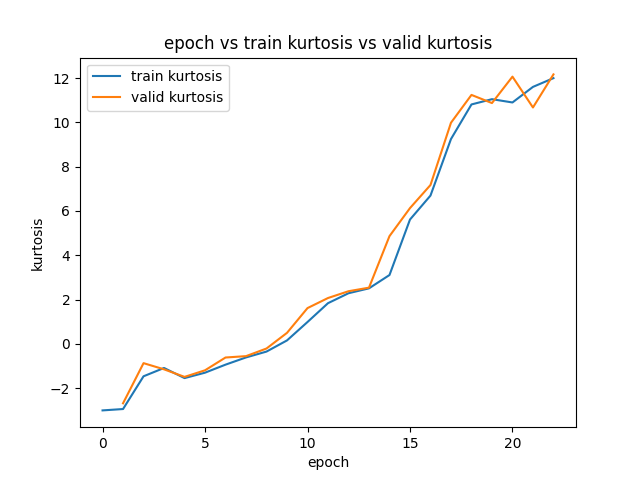 epoch vs train kurtosis vs valid kurtosis
train kurtosis
valid kurtosis
12
10
8
6
4
2
0
−2
kurtosis
0 5 10 15 20
epoch